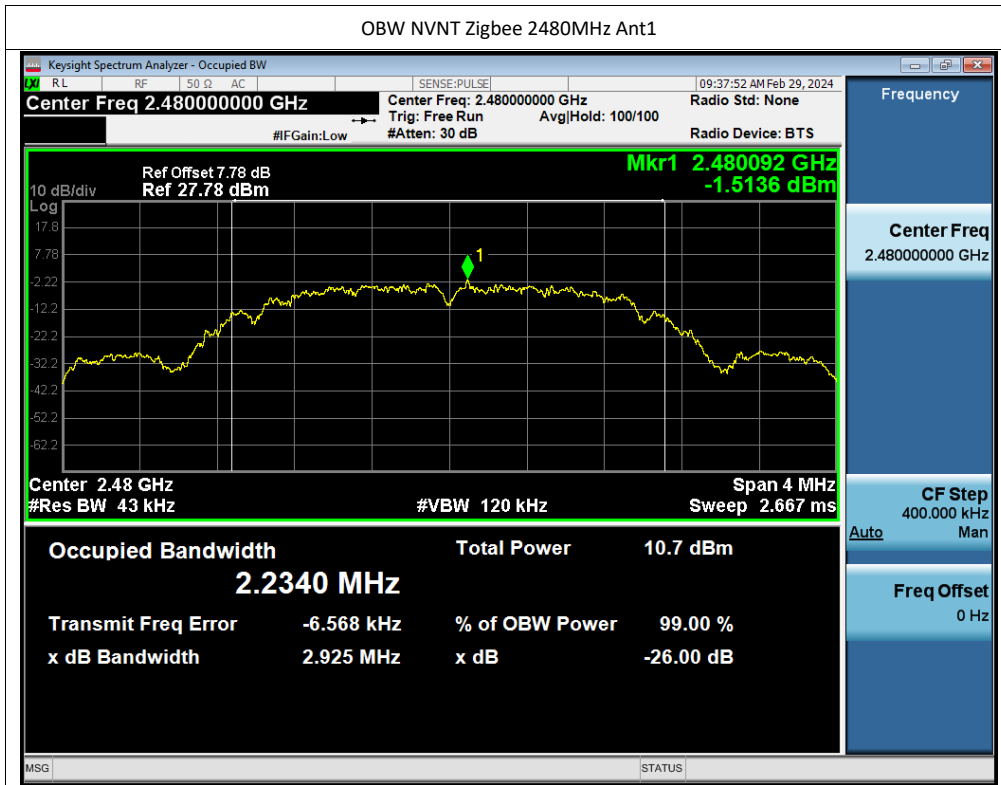 OBW NVNT Zigbee 2480MHz Ant1
Keysight Spectrum Analyzer - Occupied BW
LXI RL RF 50 Ω AC SENSE:PULSE 09:37:52 AM Feb 29, 2024
Center Freq 2.480000000 GHz
Center Freq: 2.480000000 GHz Radio Std: None
Trig: Free Run Avg|Hold: 100/100
#IFGain:Low #Atten: 30 dB Radio Device: BTS
Mkr1 2.480092 GHz
-1.5136 dBm
Ref Offset 7.78 dB
10 dB/div Ref 27.78 dBm
Log
17.8
7.78
1
-2.22
-12.2
-22.2
-32.2
-42.2
-52.2
-62.2
Center 2.48 GHz Span 4 MHz
#Res BW 43 kHz #VBW 120 kHz Sweep 2.667 ms
Occupied Bandwidth Total Power 10.7 dBm
2.2340 MHz
Transmit Freq Error -6.568 kHz % of OBW Power 99.00 %
x dB Bandwidth 2.925 MHz x dB -26.00 dB
Frequency
Center Freq
2.480000000 GHz
CF Step
400.000 kHz
Auto Man
Freq Offset
0 Hz
MSG STATUS